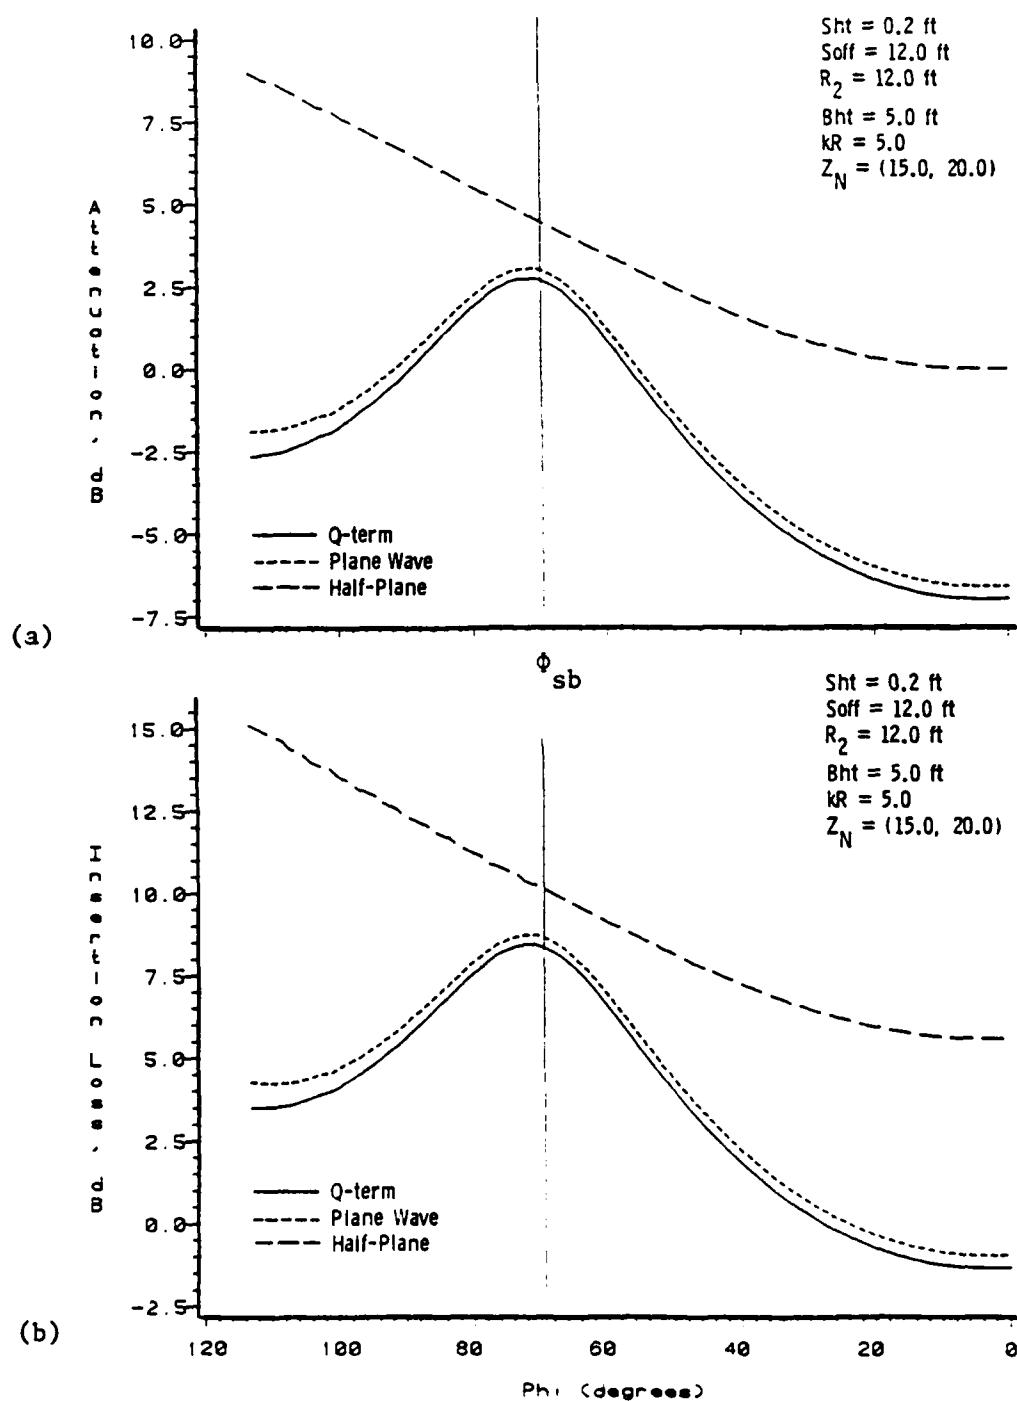 Sht = 0.2 ft
Soff = 12.0 ft
R2 = 12.0 ft
Bht = 5.0 ft
kR = 5.0
ZN = (15.0, 20.0)
10.0
7.5
5.0
2.5
0.0
-2.5
-5.0
-7.5
Attenuation, dB
Q-term
Plane Wave
Half-Plane
(a)
Φsb
Sht = 0.2 ft
Soff = 12.0 ft
R2 = 12.0 ft
Bht = 5.0 ft
kR = 5.0
ZN = (15.0, 20.0)
15.0
12.5
10.0
7.5
5.0
2.5
0.0
-2.5
Insertion Loss, dB
Q-term
Plane Wave
Half-Plane
(b)
120 100 80 60 40 20 0
Phi (degrees)